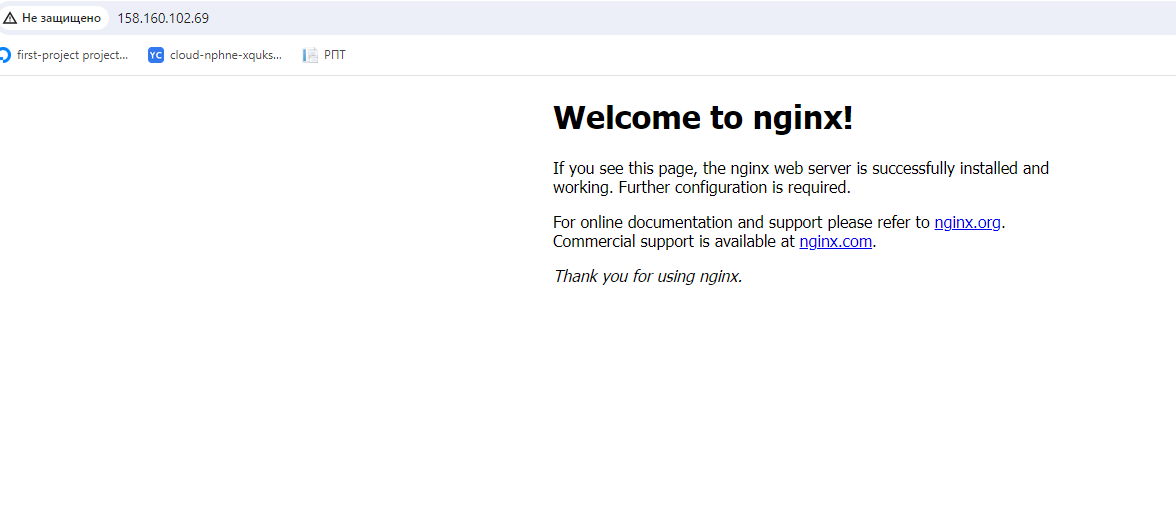 Не защищено 158.160.102.69
first-project project... YC cloud-nphne-xquks... РПТ
Welcome to nginx!
If you see this page, the nginx web server is successfully installed and
working. Further configuration is required.
For online documentation and support please refer to nginx.org.
Commercial support is available at nginx.com.
Thank you for using nginx.